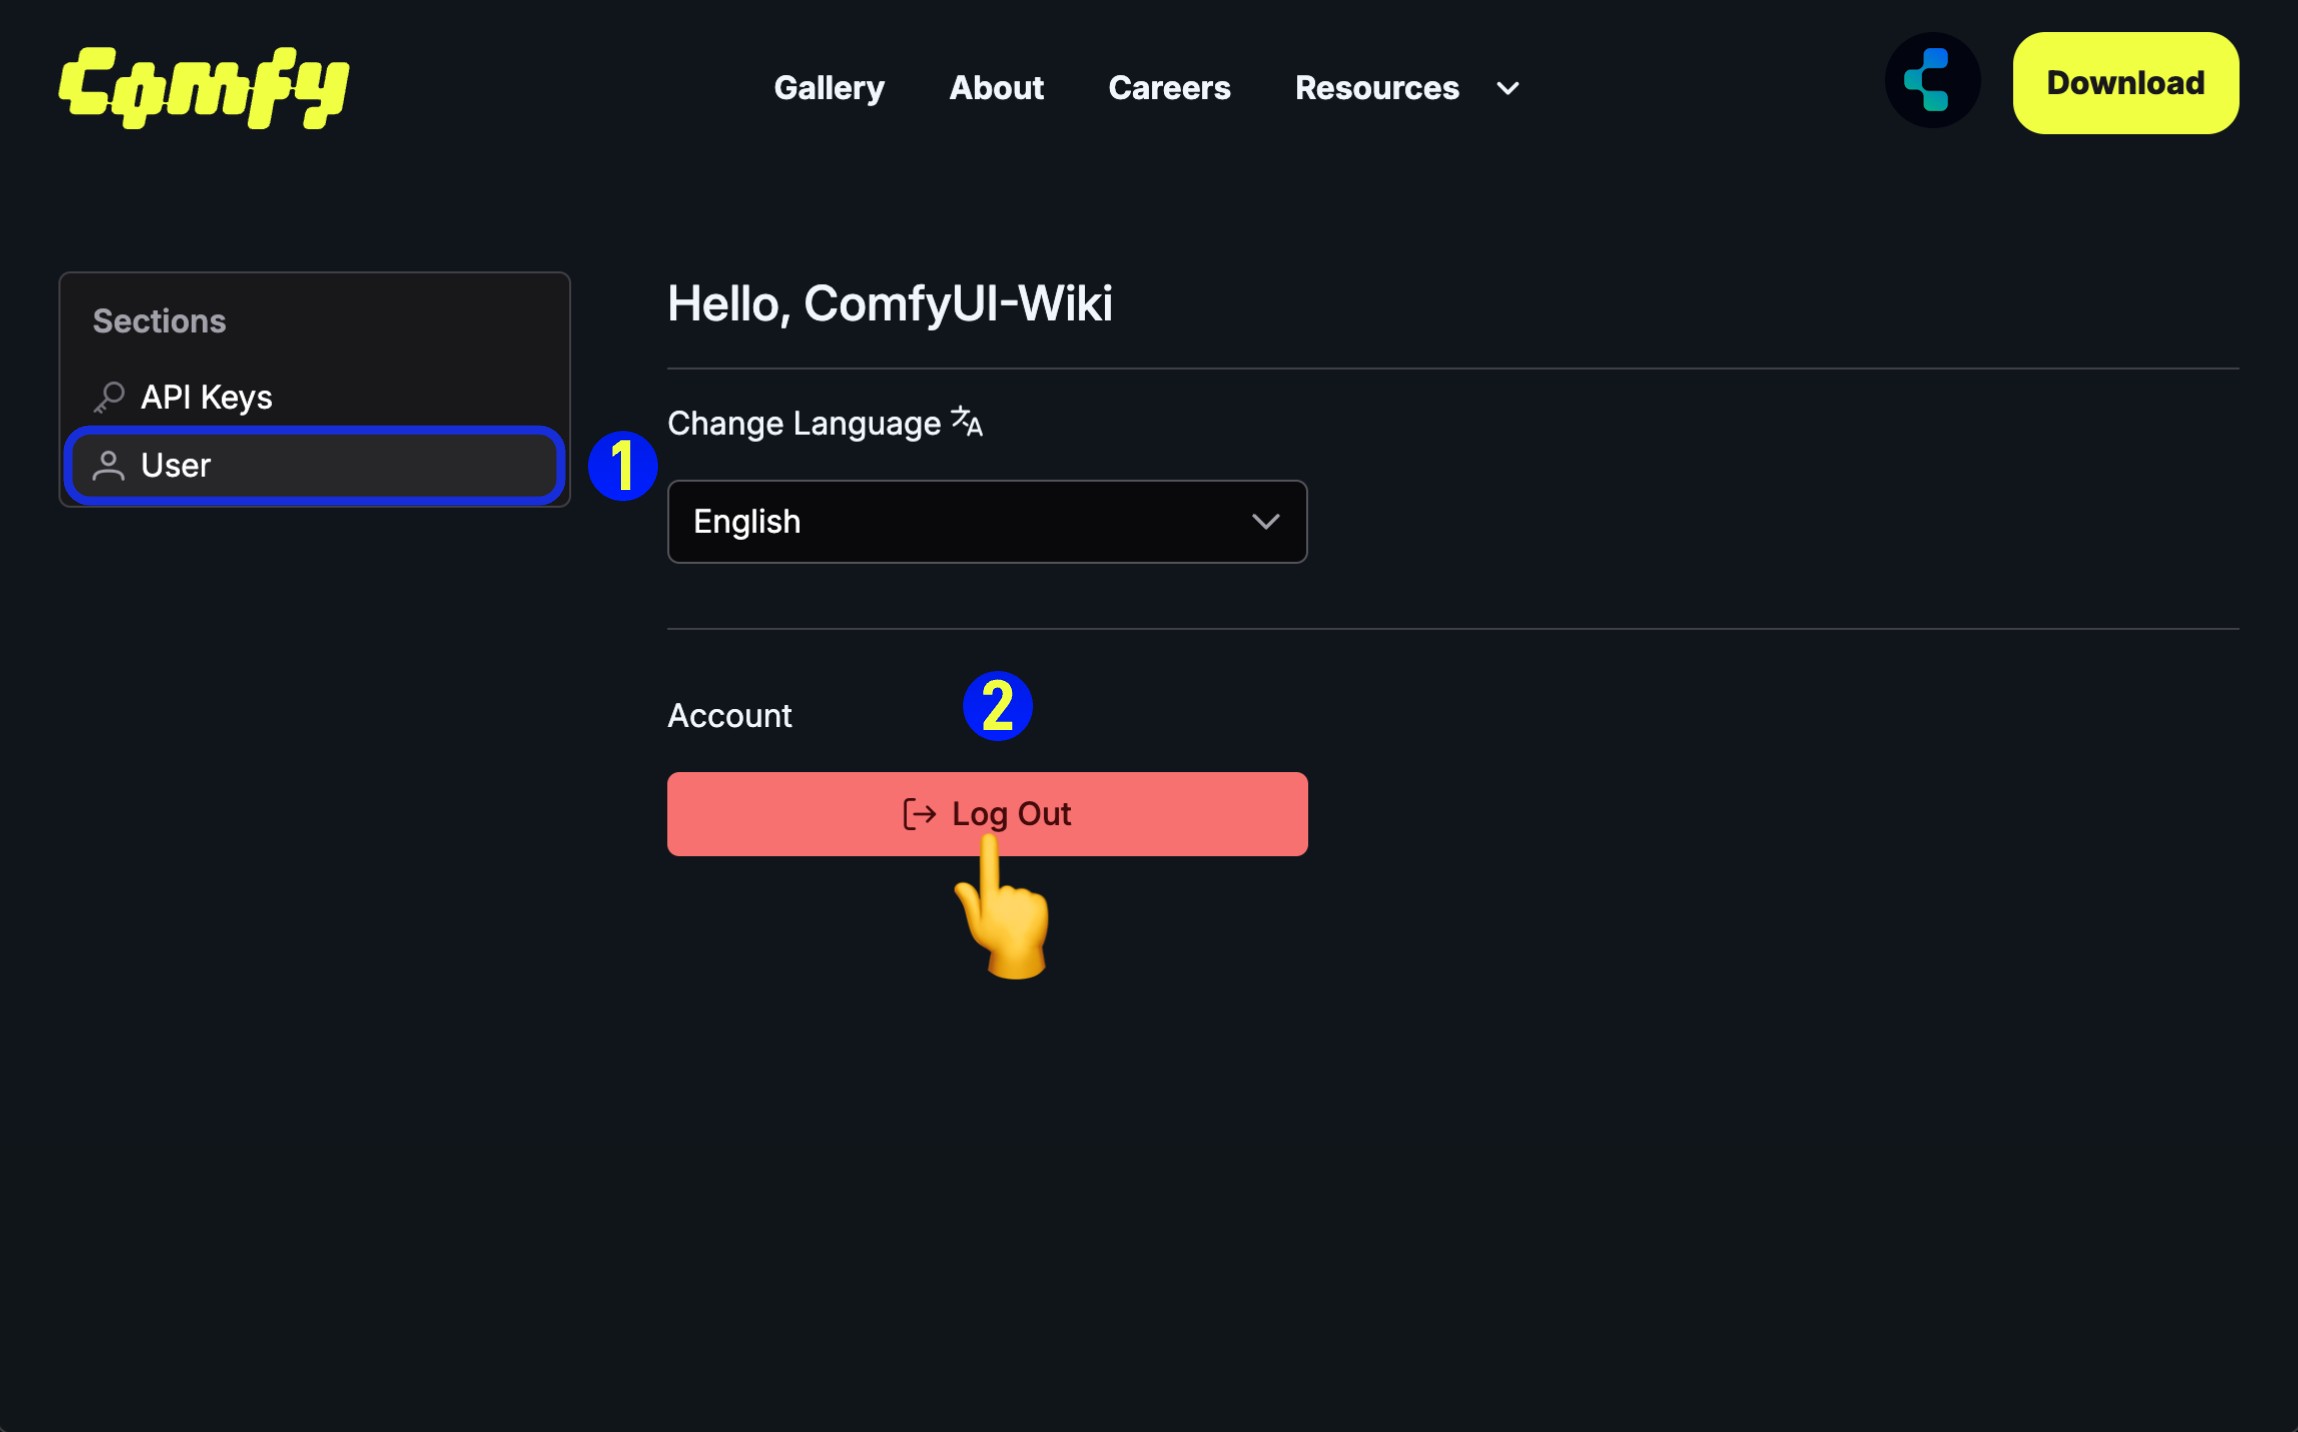 Comfy
Gallery About Careers Resources
Download
Sections
API Keys
User
1
Hello, ComfyUI-Wiki
Change Language
English
Account
2
Log Out